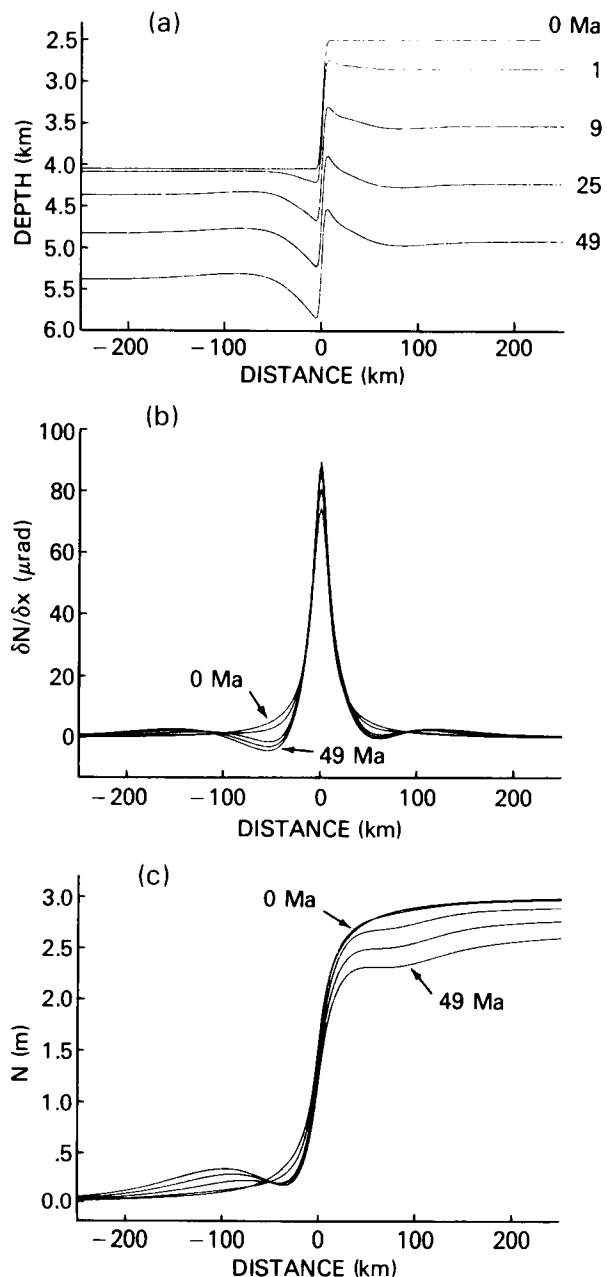 (a)
0 Ma
1
9
25
49
2.5
3.0
3.5
4.0
4.5
5.0
5.5
6.0
DEPTH (km)
−200 −100 0 100 200
DISTANCE (km)
(b)
100
80
60
40
20
0
δN/δx (μrad)
0 Ma
49 Ma
−200 −100 0 100 200
DISTANCE (km)
(c)
3.0
2.5
2.0
1.5
1.0
.5
0.0
N (m)
0 Ma
49 Ma
−200 −100 0 100 200
DISTANCE (km)